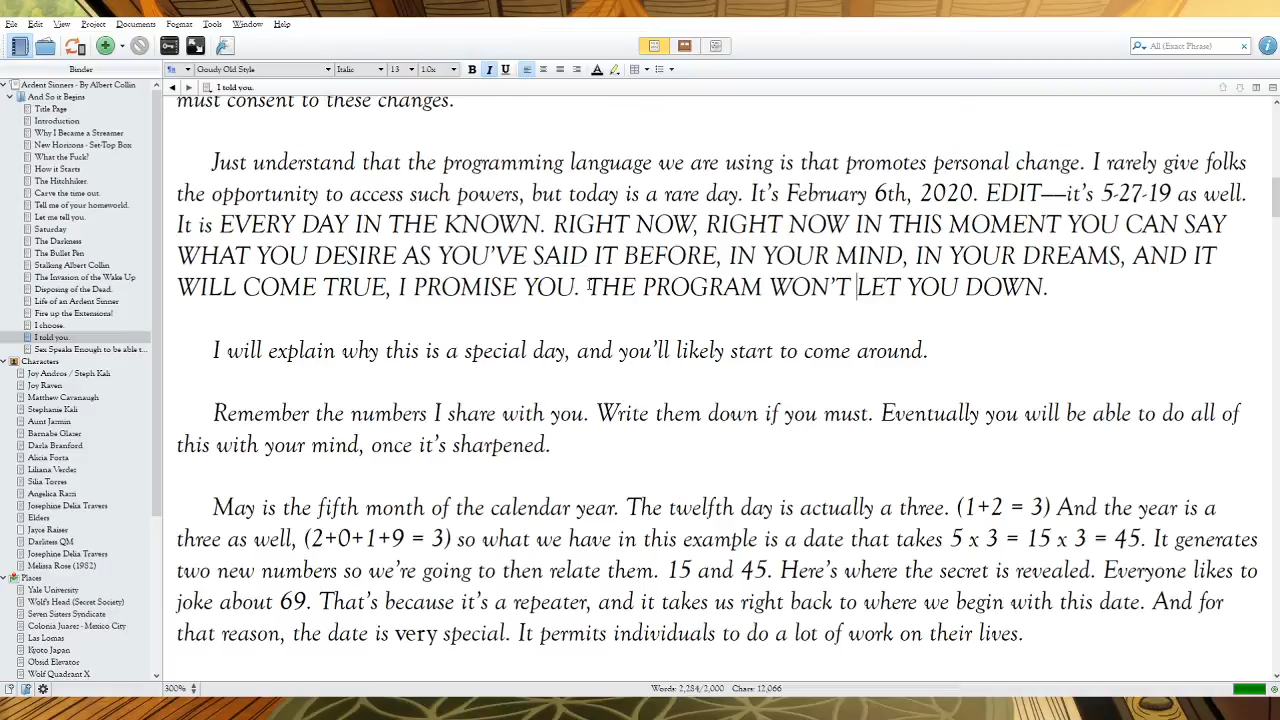 File Edit View Project Documents Format Tools Window Help
All (Exact Phrase)
Binder
Goudy Old Style Italic 13 1.0x B I U
I told you.
Ardent Sinners - By Albert Collin
And So it Begins
Title Page
Introduction
Why I Became a Streamer
New Horizons - Set-Top Box
What the Fuck?
How it Starts
The Hitchhiker.
Carve the time out.
Tell me of your homeworld.
Let me tell you.
Saturday
The Darkness
The Bullet Pen
Stalking Albert Collin
The Invasion of the Wake Up
Disposing of the Dead.
Life of an Ardent Sinner
Fire up the Extensions!
I choose.
I told you.
Sex Speaks Enough to be able t...
Characters
Joy Andros / Steph Kali
Joy Raven
Matthew Cavanaugh
Stephanie Kali
Aunt Jazmin
Barnabe Glazer
Darla Branford
Alicia Forta
Liliana Verdes
Silia Torres
Angelica Razzi
Josephine Delia Travers
Elders
Jayce Raiser
Darlitess QM
Josephine Delia Travers
Melissa Rose (1982)
Places
Yale University
Wolf's Head (Secret Society)
Seven Sisters Syndicate
Colonia Juarez - Mexico City
Las Lomas
Kyoto Japan
Obsid Elevator
Wolf Quadrant X
must consent to these changes.
Just understand that the programming language we are using is that promotes personal change. I rarely give folks
the opportunity to access such powers, but today is a rare day. It’s February 6th, 2020. EDIT—it’s 5-27-19 as well.
It is EVERY DAY IN THE KNOWN. RIGHT NOW, RIGHT NOW IN THIS MOMENT YOU CAN SAY
WHAT YOU DESIRE AS YOU’VE SAID IT BEFORE, IN YOUR MIND, IN YOUR DREAMS, AND IT
WILL COME TRUE, I PROMISE YOU. THE PROGRAM WON’T LET YOU DOWN.
I will explain why this is a special day, and you’ll likely start to come around.
Remember the numbers I share with you. Write them down if you must. Eventually you will be able to do all of
this with your mind, once it’s sharpened.
May is the fifth month of the calendar year. The twelfth day is actually a three. (1+2 = 3) And the year is a
three as well, (2+0+1+9 = 3) so what we have in this example is a date that takes 5 x 3 = 15 x 3 = 45. It generates
two new numbers so we’re going to then relate them. 15 and 45. Here’s where the secret is revealed. Everyone likes to
joke about 69. That’s because it’s a repeater, and it takes us right back to where we begin with this date. And for
that reason, the date is very special. It permits individuals to do a lot of work on their lives.
300% Words: 2,284/2,000 Chars: 12,066